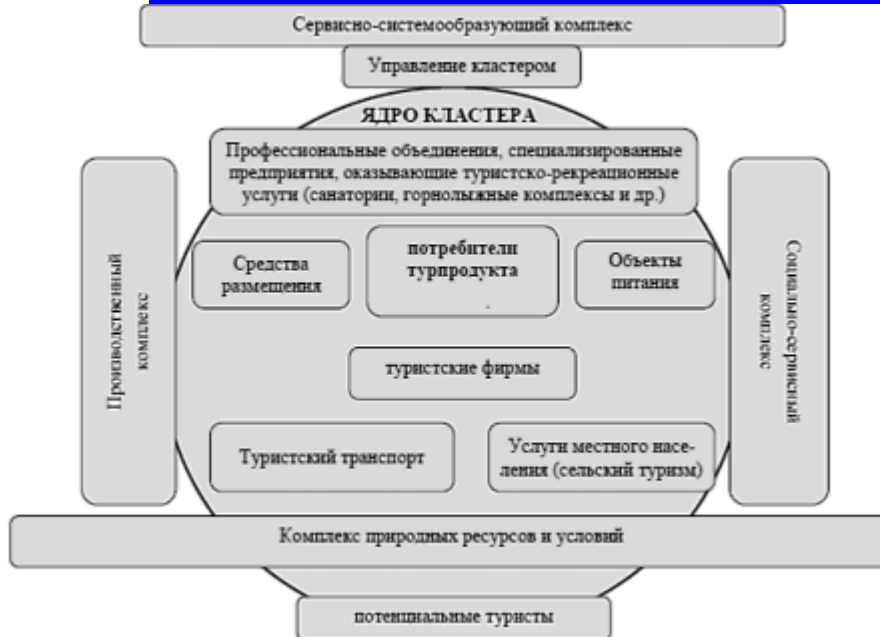 Сервисно-системообразующий комплекс
Управление кластером
ЯДРО КЛАСТЕРА
Профессиональные объединения, специализированные
предприятия, оказывающие туристско-рекреационные
услуги (санатории, горнолыжные комплексы и др.)
Производственный
комплекс
Средства
размещения
потребители
турпродукта
Объекты
питания
Социально-сервисный
комплекс
туристские фирмы
Туристский транспорт
Услуги местного насе-
ления (сельский туризм)
Комплекс природных ресурсов и условий
потенциальные туристы